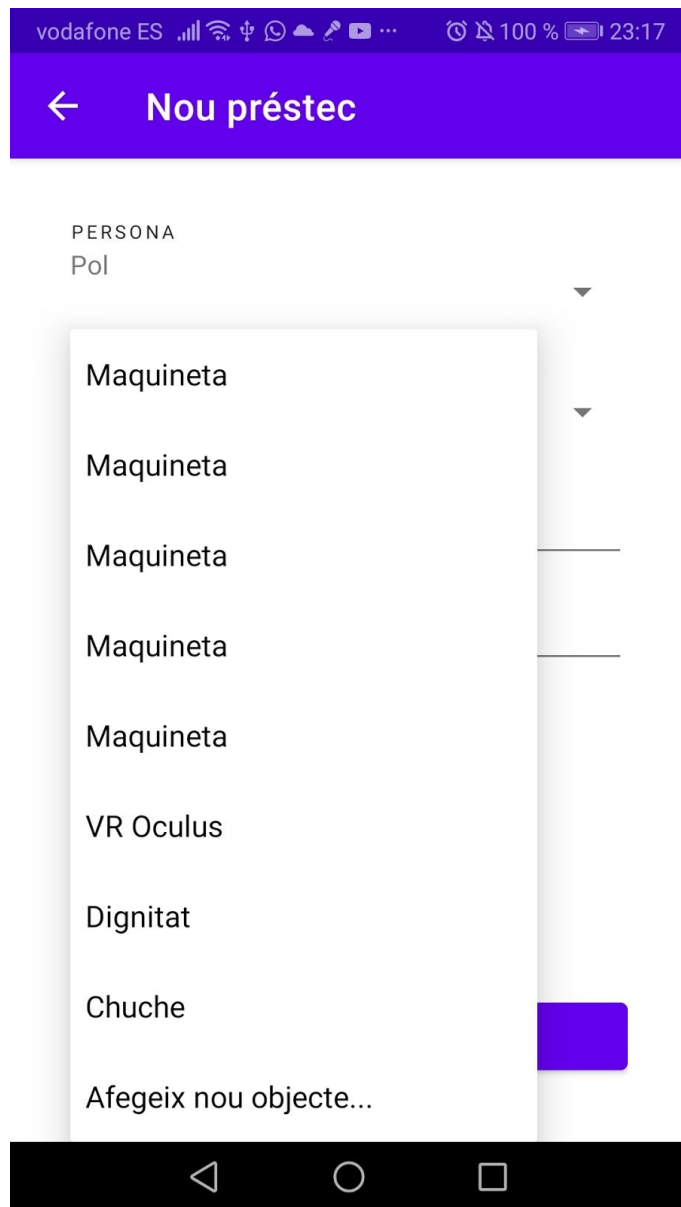 vodafone ES ... 100 % 23:17
Nou préstec
PERSONA
Pol
Maquineta
Maquineta
Maquineta
Maquineta
Maquineta
VR Oculus
Dignitat
Chuche
Afegeix nou objecte...